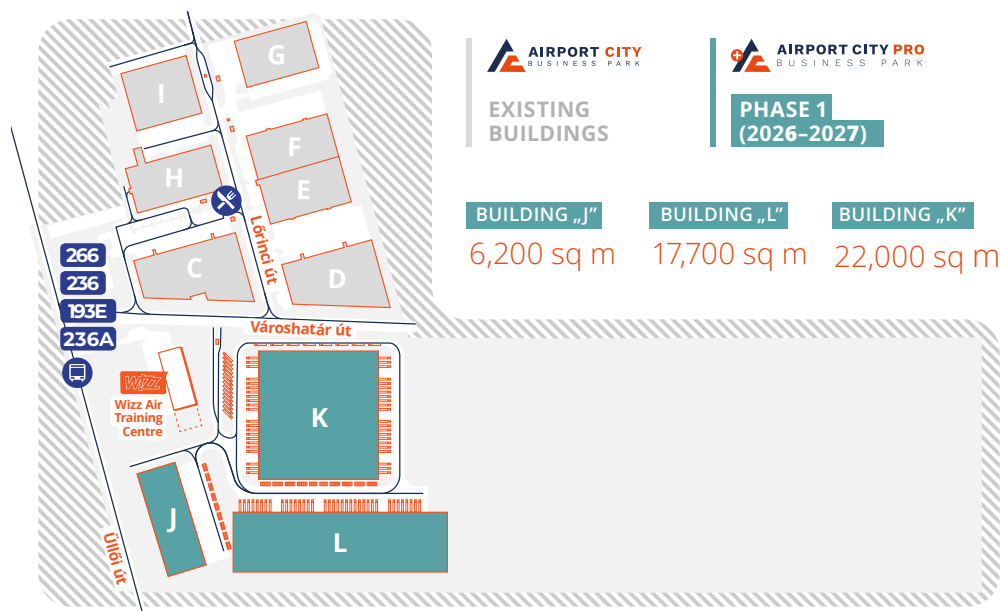 AIRPORT CITY
BUSINESS PARK
EXISTING
BUILDINGS
AIRPORT CITY PRO
BUSINESS PARK
PHASE 1
(2026–2027)
BUILDING „J”
6,200 sq m
BUILDING „L”
17,700 sq m
BUILDING „K”
22,000 sq m
G
I
F
H
E
Lőrinci út
C
D
266
236
193E
236A
Városhatár út
WIZZ
Wizz Air
Training
Centre
K
J
L
Üllői út